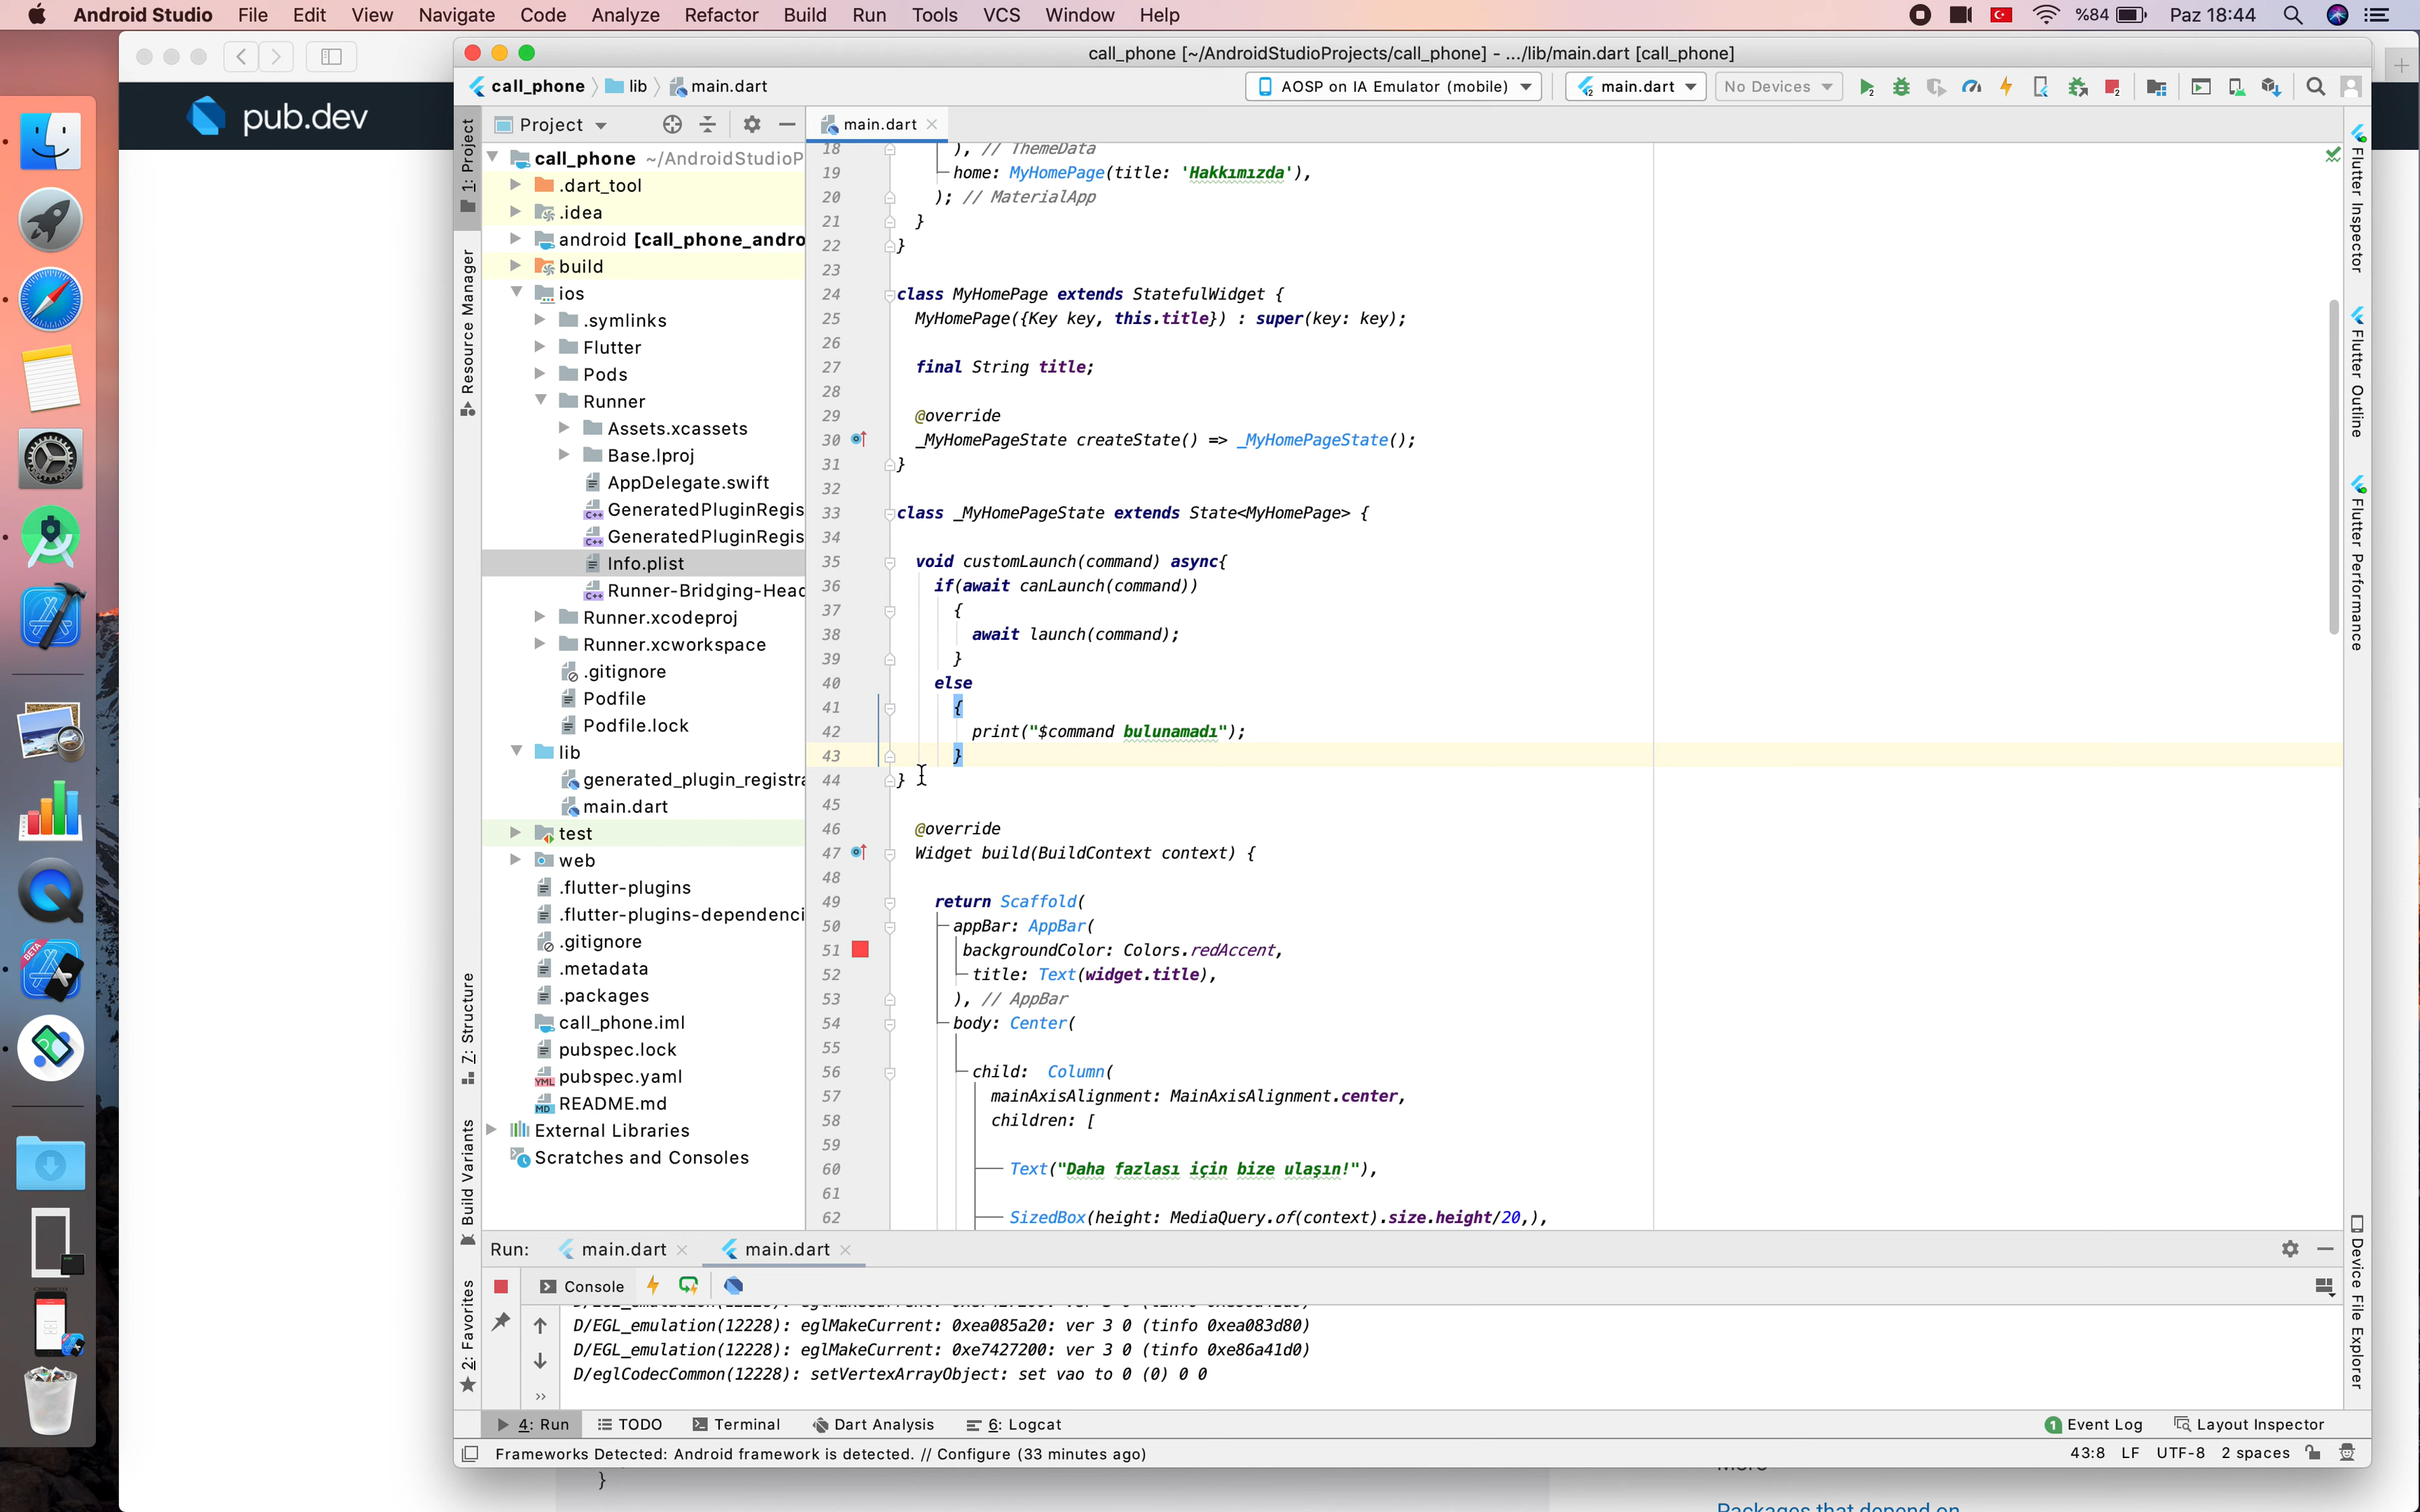 Android Studio File Edit View Navigate Code Analyze Refactor Build Run Tools VCS Window Help
%84 Paz 18:44
call_phone [~/AndroidStudioProjects/call_phone] - .../lib/main.dart [call_phone]
call_phone lib main.dart
AOSP on IA Emulator (mobile) main.dart No Devices
pub.dev
1: Project
Resource Manager
7: Structure
Build Variants
2: Favorites
Project
call_phone ~/AndroidStudioP
.dart_tool
.idea
android [call_phone_andro
build
ios
.symlinks
Flutter
Pods
Runner
Assets.xcassets
Base.lproj
AppDelegate.swift
GeneratedPluginRegis
GeneratedPluginRegis
Info.plist
Runner-Bridging-Head
Runner.xcodeproj
Runner.xcworkspace
.gitignore
Podfile
Podfile.lock
lib
generated_plugin_registra
main.dart
test
web
.flutter-plugins
.flutter-plugins-dependenci
.gitignore
.metadata
.packages
call_phone.iml
pubspec.lock
pubspec.yaml
README.md
External Libraries
Scratches and Consoles
main.dart
18 ), // ThemeData
19 home: MyHomePage(title: 'Hakkımızda'),
20 ); // MaterialApp
21 }
22 }
23
24 class MyHomePage extends StatefulWidget {
25 MyHomePage({Key key, this.title}) : super(key: key);
26
27 final String title;
28
29 @override
30 _MyHomePageState createState() => _MyHomePageState();
31 }
32
33 class _MyHomePageState extends State<MyHomePage> {
34
35 void customLaunch(command) async{
36 if(await canLaunch(command))
37 {
38 await launch(command);
39 }
40 else
41 {
42 print("$command bulunamadı");
43 }
44 }
45
46 @override
47 Widget build(BuildContext context) {
48
49 return Scaffold(
50 appBar: AppBar(
51 backgroundColor: Colors.redAccent,
52 title: Text(widget.title),
53 ), // AppBar
54 body: Center(
55
56 child: Column(
57 mainAxisAlignment: MainAxisAlignment.center,
58 children: [
59
60 Text("Daha fazlası için bize ulaşın!"),
61
62 SizedBox(height: MediaQuery.of(context).size.height/20,),
Flutter Inspector
Flutter Outline
Flutter Performance
Device File Explorer
Run: main.dart main.dart
Console
D/EGL_emulation(12228): eglMakeCurrent: 0xea085a20: ver 3 0 (tinfo 0xea083d80)
D/EGL_emulation(12228): eglMakeCurrent: 0xe7427200: ver 3 0 (tinfo 0xe86a41d0)
D/eglCodecCommon(12228): setVertexArrayObject: set vao to 0 (0) 0 0
4: Run TODO Terminal Dart Analysis 6: Logcat
1 Event Log Layout Inspector
Frameworks Detected: Android framework is detected. // Configure (33 minutes ago)
43:8 LF UTF-8 2 spaces
}
Packages that depend on